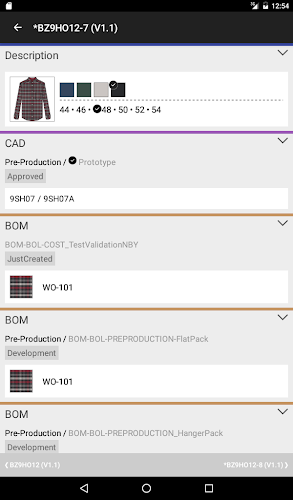 12:54
*BZ9HO12-7 (V1.1)
Description
44 • 46 • 48 • 50 • 52 • 54
CAD
Pre-Production / Prototype
Approved
9SH07 / 9SH07A
BOM
BOM-BOL-COST_TestValidationNBY
JustCreated
WO-101
BOM
Pre-Production / BOM-BOL-PREPRODUCTION-FlatPack
Development
WO-101
BOM
Pre-Production / BOM-BOL-PREPRODUCTION_HangerPack
Development
BZ9HO12 (V1.1) *BZ9HO12-8 (V1.1)